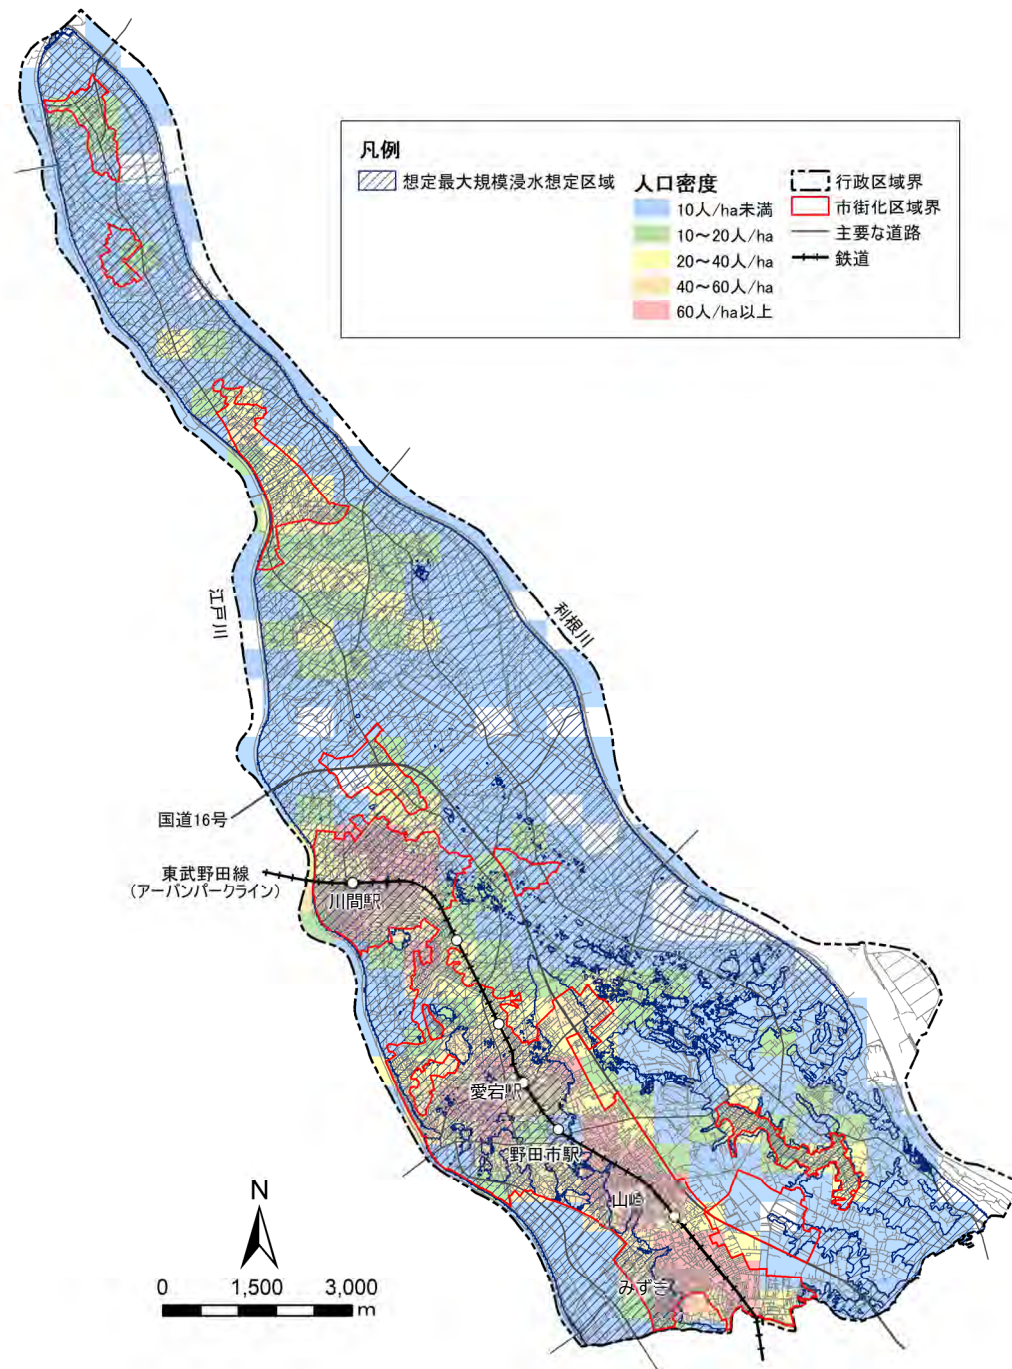 凡例
想定最大規模浸水想定区域
人口密度
10人/ha未満
10～20人/ha
20～40人/ha
40～60人/ha
60人/ha以上
行政区域界
市街化区域界
主要な道路
鉄道
江戸川
利根川
国道16号
東武野田線
（アーバンパークライン）
川間駅
愛宕駅
野田市駅
山崎
みずき
N
0 1,500 3,000
m